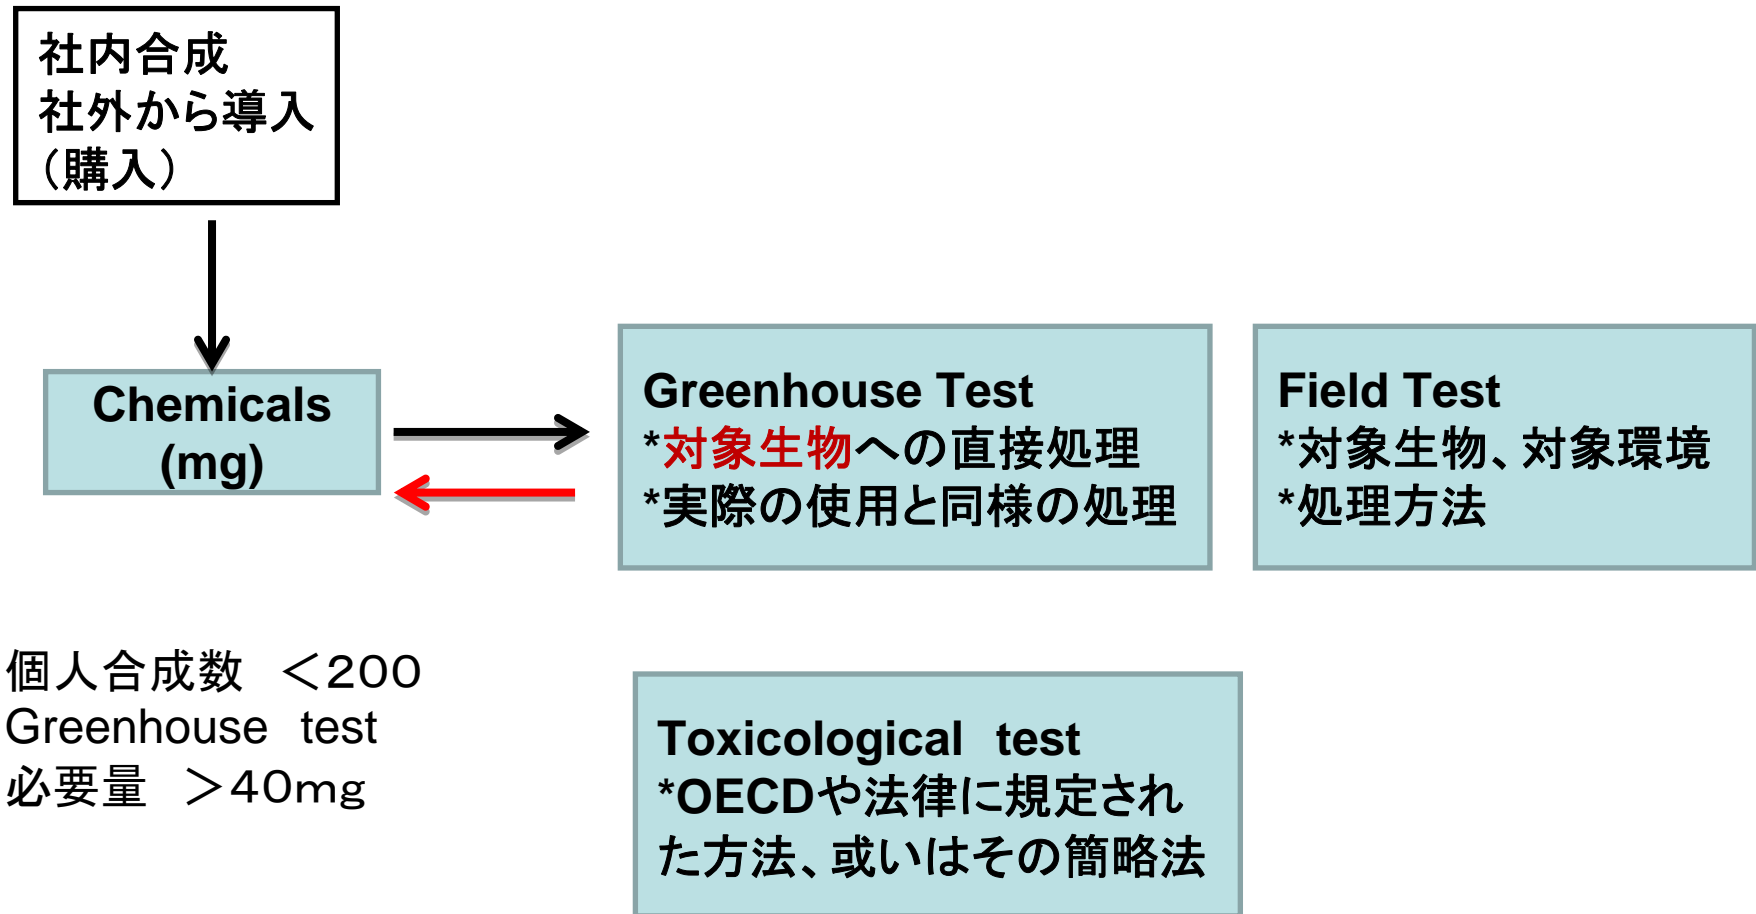 社内合成
社外から導入
（購入）
Chemicals
(mg)
Greenhouse Test
*対象生物への直接処理
*実際の使用と同様の処理
Field Test
*対象生物、対象環境
*処理方法
個人合成数　＜２００
Greenhouse　test
必要量　＞４０ｍｇ
Toxicological　test
*OECDや法律に規定され
た方法、或いはその簡略法